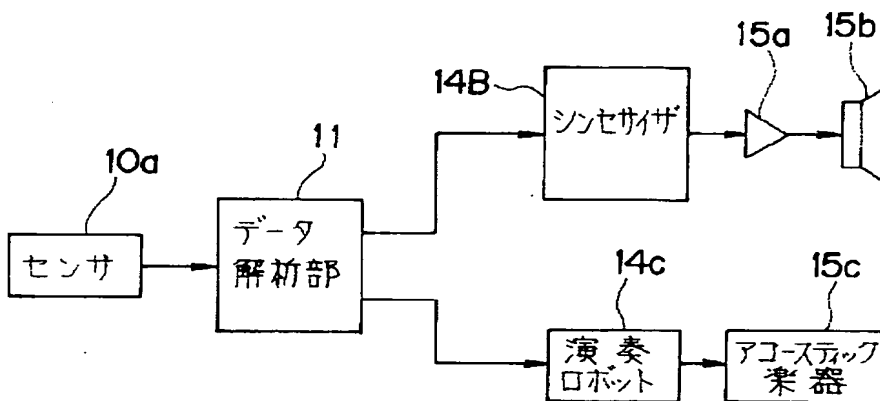 15a
15b
14B
シンセサイザ
10a
11
センサ
データ
解析部
14c
15c
演奏
ロボット
アコースティック
楽器